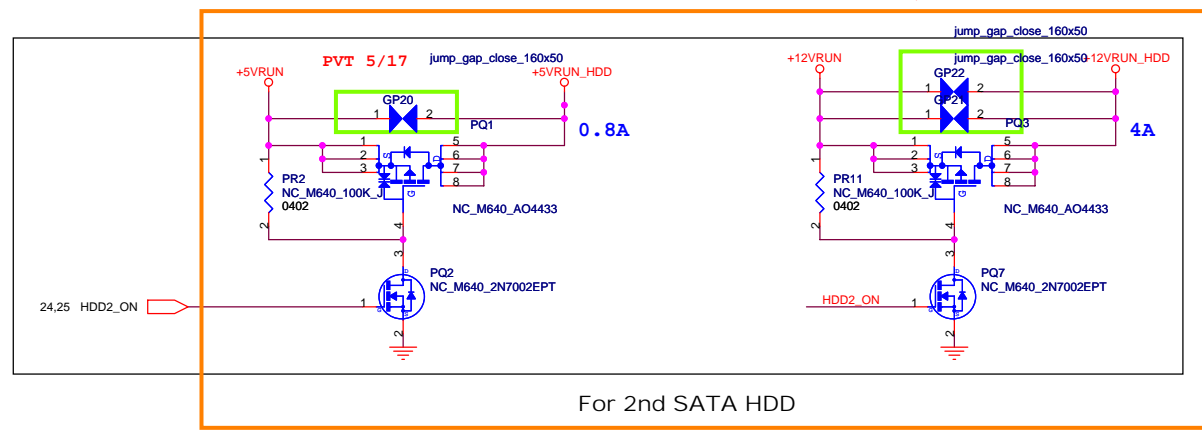 jump_gap_close_160x50
PVT 5/17
jump_gap_close_160x50
jump_gap_close_160x50
+5VRUN
+5VRUN_HDD
+12VRUN
+12VRUN_HDD
GP20
GP22
1 2
1 2
GP21
1 2
PQ1
0.8A
PQ3
4A
1
2
3
S
D
G
5
6
7
8
4
1
PR2
NC_M640_100K_J
0402
2
NC_M640_AO4433
1
2
3
S
D
G
5
6
7
8
4
1
PR11
NC_M640_100K_J
0402
2
NC_M640_AO4433
3
PQ2
NC_M640_2N7002EPT
1
2
3
PQ7
NC_M640_2N7002EPT
1
2
24,25 HDD2_ON
HDD2_ON
For 2nd SATA HDD